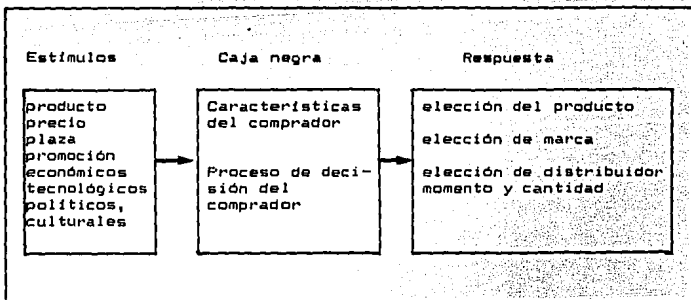 Estímulos
Caja negra
Respuesta
producto
precio
plaza
promoción
económicos
tecnológicos
políticos,
culturales
Características
del comprador
Proceso de deci-
sión del
comprador
elección del producto
elección de marca
elección de distribuidor
momento y cantidad